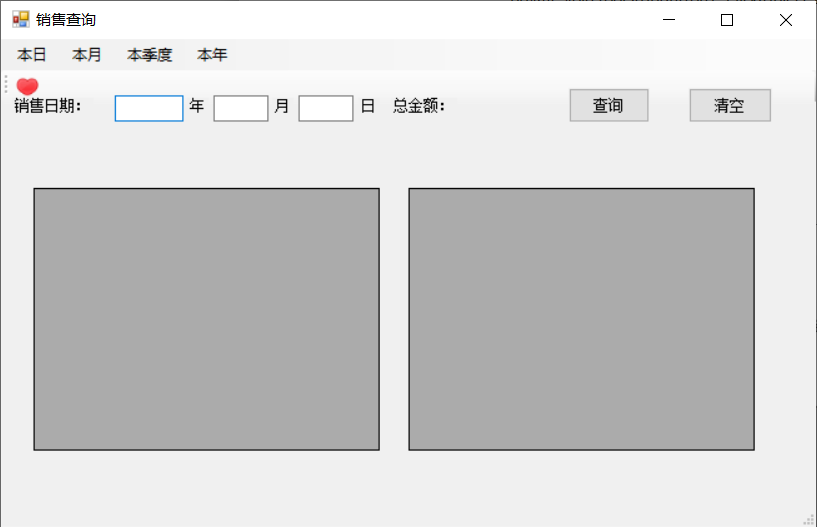 销售查询
本日 本月 本季度 本年
销售日期： 年 月 日 总金额： 查询 清空